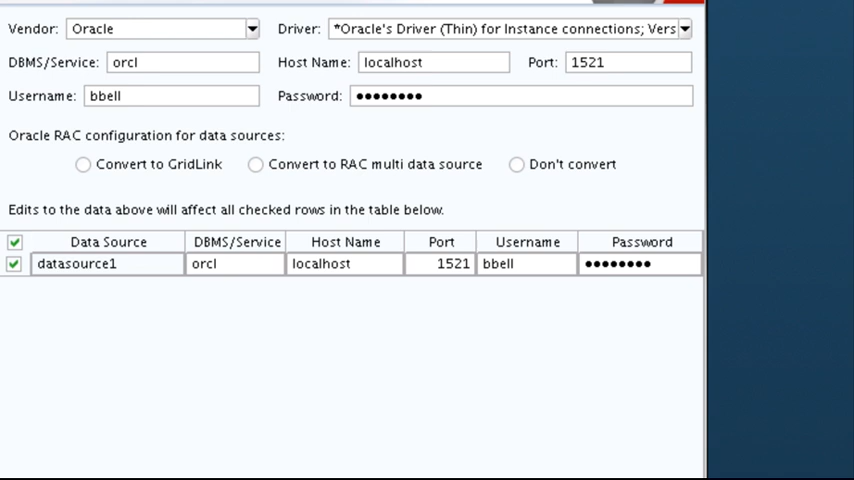 Vendor: Oracle Driver: *Oracle's Driver (Thin) for Instance connections; Vers
DBMS/Service: orcl Host Name: localhost Port: 1521
Username: bbell Password: ●●●●●●●●
Oracle RAC configuration for data sources:
Convert to GridLink Convert to RAC multi data source Don't convert
Edits to the data above will affect all checked rows in the table below.
Data Source DBMS/Service Host Name Port Username Password
datasource1 orcl localhost 1521 bbell ●●●●●●●●